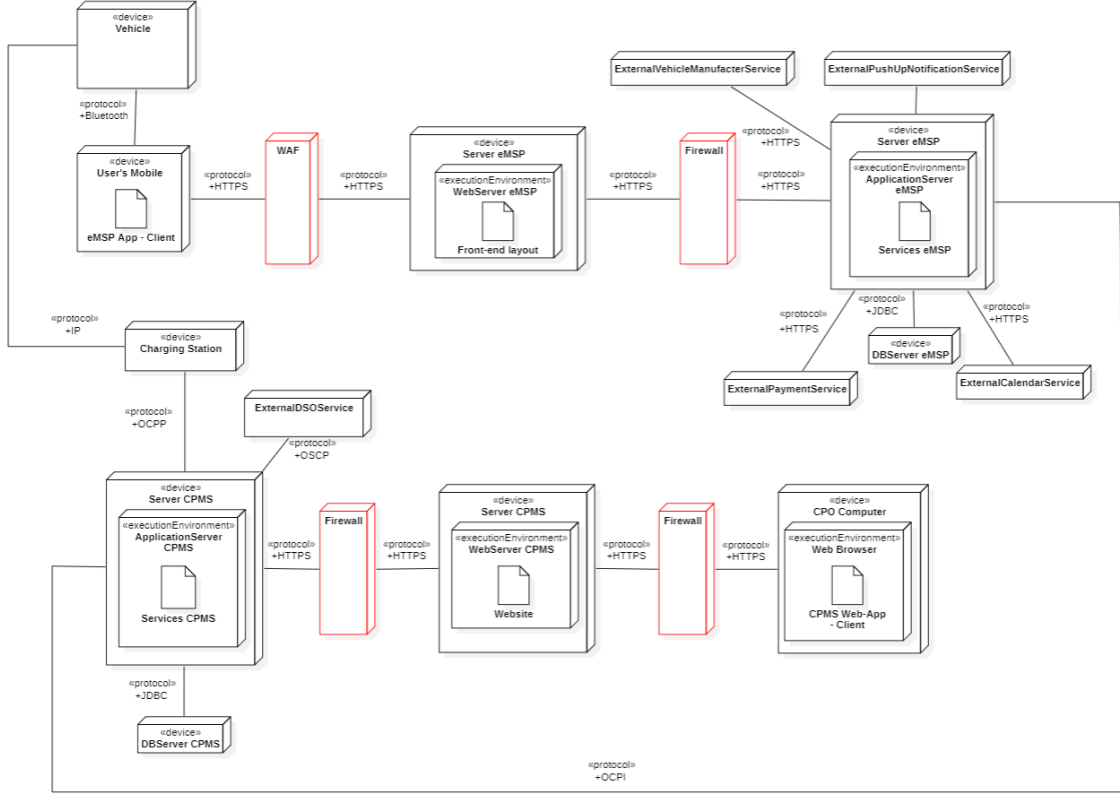 «device»
Vehicle
«protocol»
+Bluetooth
«device»
User's Mobile
eMSP App - Client
«protocol»
+HTTPS
WAF
«protocol»
+HTTPS
«device»
Server eMSP
«executionEnvironment»
WebServer eMSP
Front-end layout
«protocol»
+HTTPS
Firewall
«protocol»
+HTTPS
«protocol»
+HTTPS
ExternalVehicleManufacterService
ExternalPushUpNotificationService
«device»
Server eMSP
«executionEnvironment»
ApplicationServer
eMSP
Services eMSP
«protocol»
+HTTPS
«protocol»
+JDBC
«protocol»
+HTTPS
«device»
DBServer eMSP
ExternalPaymentService
ExternalCalendarService
«protocol»
+IP
«device»
Charging Station
«protocol»
+OCPP
ExternalDSOService
«protocol»
+OSCP
«device»
Server CPMS
«executionEnvironment»
ApplicationServer
CPMS
Services CPMS
«protocol»
+HTTPS
Firewall
«protocol»
+HTTPS
«device»
Server CPMS
«executionEnvironment»
WebServer CPMS
Website
«protocol»
+HTTPS
Firewall
«protocol»
+HTTPS
«device»
CPO Computer
«executionEnvironment»
Web Browser
CPMS Web-App
- Client
«protocol»
+JDBC
«device»
DBServer CPMS
«protocol»
+OCPI